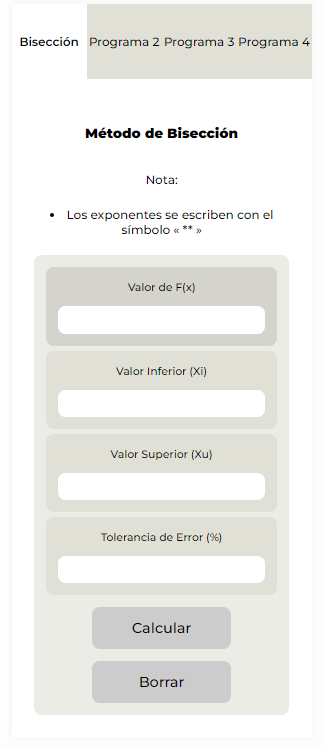 Bisección Programa 2 Programa 3 Programa 4
Método de Bisección
Nota:
• Los exponentes se escriben con el
símbolo « ** »
Valor de F(x)
Valor Inferior (Xi)
Valor Superior (Xu)
Tolerancia de Error (%)
Calcular
Borrar